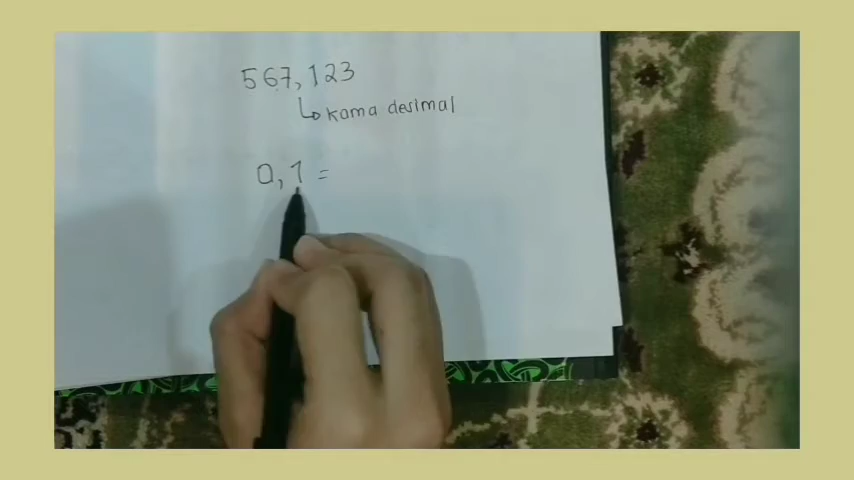 567,123
↳ kama desimal
0,1 =